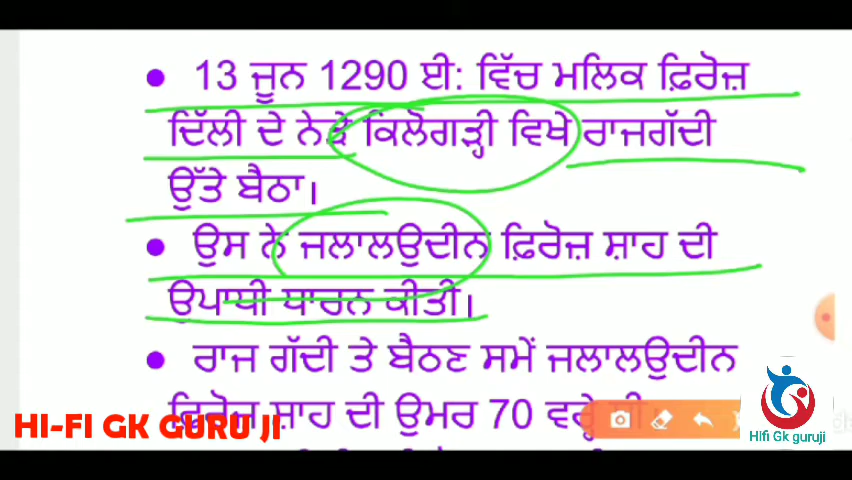 • 13 ਜੂਨ 1290 ਈ: ਵਿੱਚ ਮਲਿਕ ਫ਼ਿਰੋਜ਼
ਦਿੱਲੀ ਦੇ ਨੇੜੇ ਕਿਲੋਗੜ੍ਹੀ ਵਿਖੇ ਰਾਜਗੱਦੀ
ਉੱਤੇ ਬੈਠਾ।
• ਉਸ ਨੇ ਜਲਾਲਉਦੀਨ ਫ਼ਿਰੋਜ਼ ਸ਼ਾਹ ਦੀ
ਉਪਾਧੀ ਧਾਰਨ ਕੀਤੀ।
• ਰਾਜ ਗੱਦੀ ਤੇ ਬੈਠਣ ਸਮੇਂ ਜਲਾਲਉਦੀਨ
ਫ਼ਿਰੋਜ਼ ਸ਼ਾਹ ਦੀ ਉਮਰ 70 ਵਰ੍ਹੇ ਸੀ।
HI-FI GK GURU JI
Hifi Gk guruji